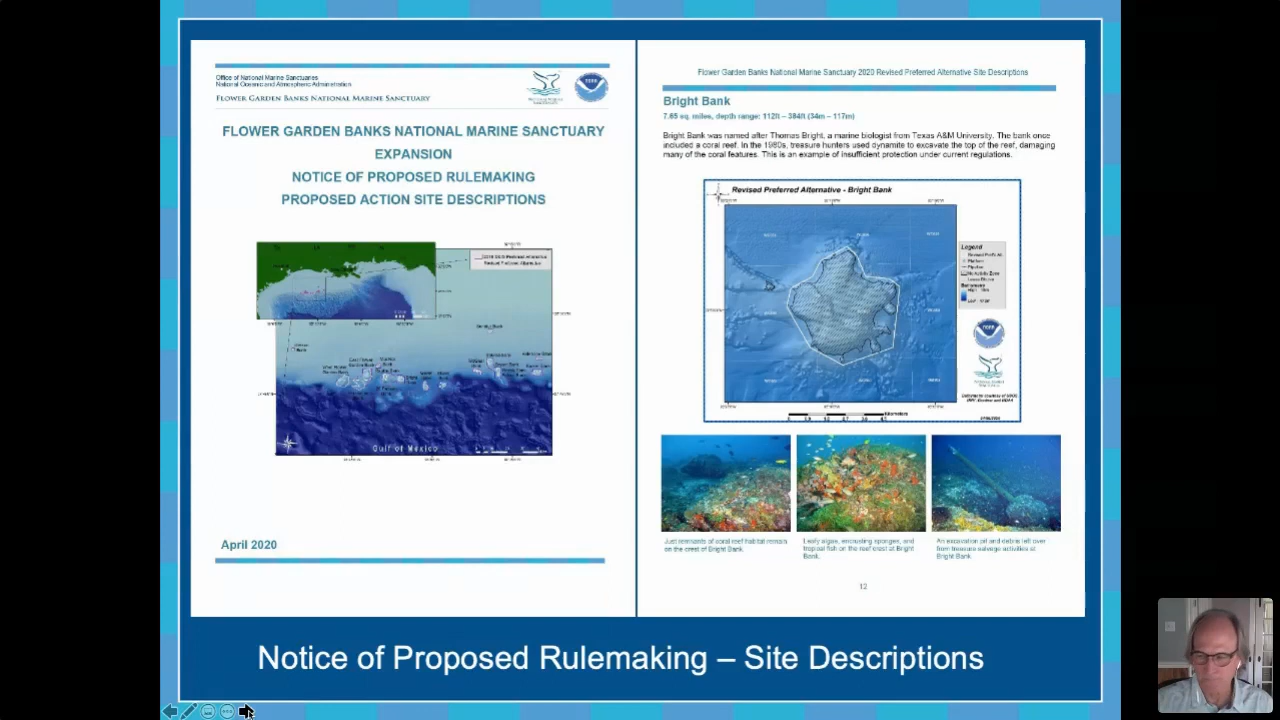 Office of National Marine Sanctuaries
National Oceanic and Atmospheric Administration
FLOWER GARDEN BANKS NATIONAL MARINE SANCTUARY
FLOWER GARDEN BANKS NATIONAL MARINE SANCTUARY
EXPANSION
NOTICE OF PROPOSED RULEMAKING
PROPOSED ACTION SITE DESCRIPTIONS
Gulf of Mexico
April 2020
Flower Garden Banks National Marine Sanctuary 2020 Revised Preferred Alternative Site Descriptions
Bright Bank
7.65 sq. miles, depth range: 112ft – 384ft (34m – 117m)
Bright Bank was named after Thomas Bright, a marine biologist from Texas A&M University. The bank once
included a coral reef. In the 1980s, treasure hunters used dynamite to excavate the top of the reef, damaging
many of the coral features. This is an example of insufficient protection under current regulations.
Revised Preferred Alternative - Bright Bank
Legend
Platform
Pipeline
No Activity Zone
Bathymetry
Kilometers
Just remnants of coral reef habitat remain
on the crest of Bright Bank.
Leafy algae, encrusting sponges, and
tropical fish on the reef crest at Bright
Bank.
An excavation pit and debris left over
from treasure salvage activities at
Bright Bank
12
Notice of Proposed Rulemaking – Site Descriptions